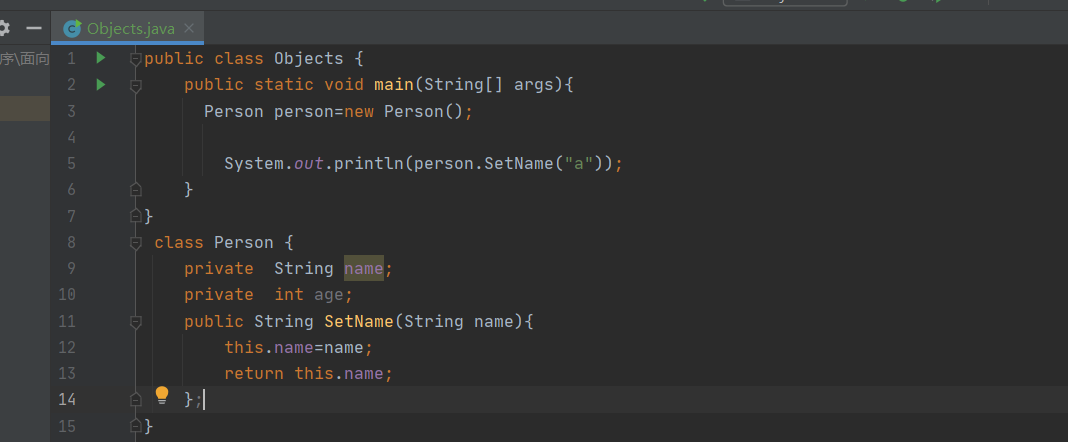 Objects.java
序\面向
1 public class Objects {
2 public static void main(String[] args){
3 Person person=new Person();
4
5 System.out.println(person.SetName("a"));
6 }
7 }
8 class Person {
9 private  String name;
10 private  int age;
11 public String SetName(String name){
12 this.name=name;
13 return this.name;
14 };
15 }